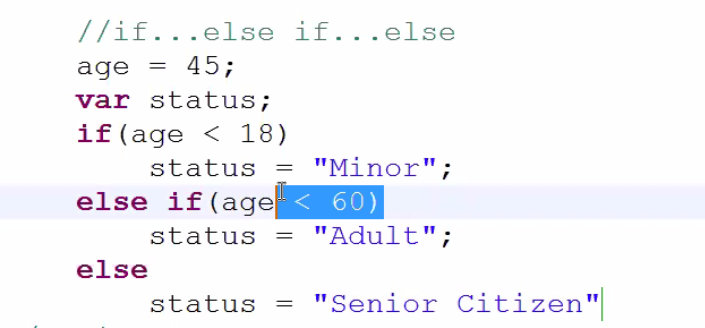 //if...else if...else
age = 45;
var status;
if(age < 18)
status = "Minor";
else if(age < 60)
status = "Adult";
else
status = "Senior Citizen"